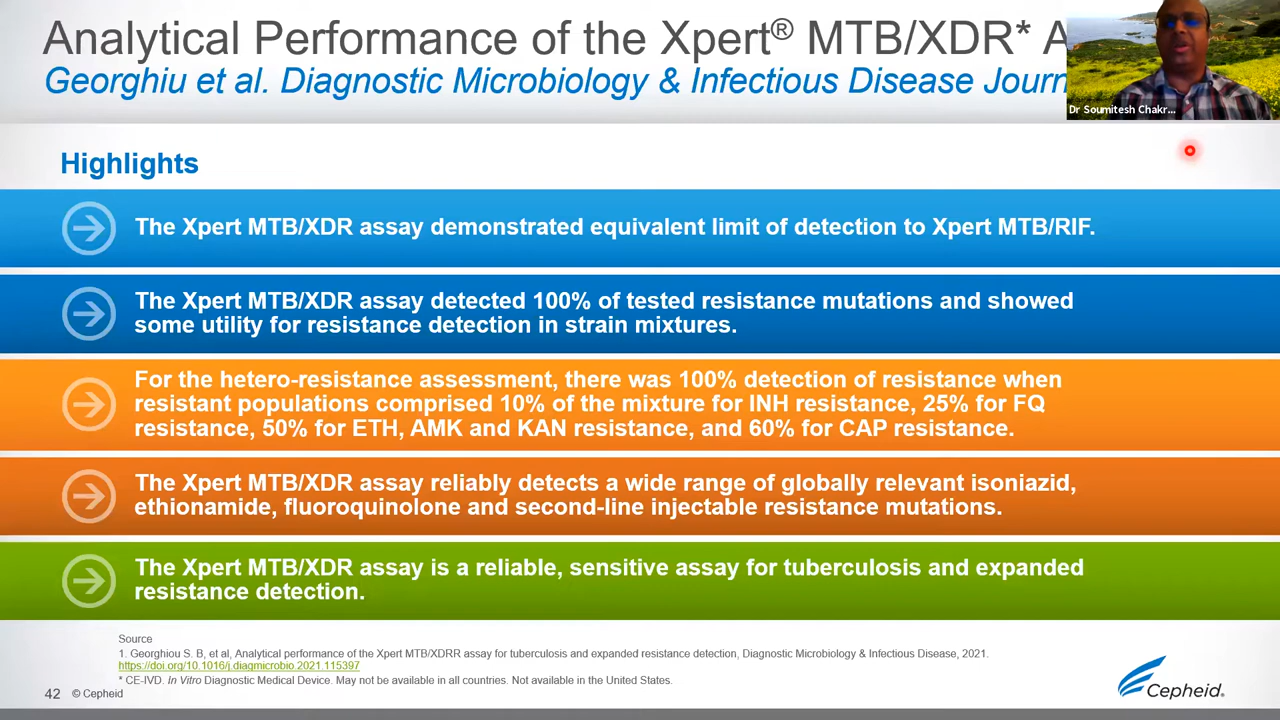 Analytical Performance of the Xpert® MTB/XDR* A
Georghiu et al. Diagnostic Microbiology & Infectious Disease Journ
Dr Soumitesh Chakr...
Highlights
The Xpert MTB/XDR assay demonstrated equivalent limit of detection to Xpert MTB/RIF.
The Xpert MTB/XDR assay detected 100% of tested resistance mutations and showed
some utility for resistance detection in strain mixtures.
For the hetero-resistance assessment, there was 100% detection of resistance when
resistant populations comprised 10% of the mixture for INH resistance, 25% for FQ
resistance, 50% for ETH, AMK and KAN resistance, and 60% for CAP resistance.
The Xpert MTB/XDR assay reliably detects a wide range of globally relevant isoniazid,
ethionamide, fluoroquinolone and second-line injectable resistance mutations.
The Xpert MTB/XDR assay is a reliable, sensitive assay for tuberculosis and expanded
resistance detection.
Source
1. Georghiou S. B, et al, Analytical performance of the Xpert MTB/XDRR assay for tuberculosis and expanded resistance detection, Diagnostic Microbiology & Infectious Disease, 2021.
https://doi.org/10.1016/j.diagmicrobio.2021.115397
* CE-IVD. In Vitro Diagnostic Medical Device. May not be available in all countries. Not available in the United States.
42 © Cepheid
Cepheid.